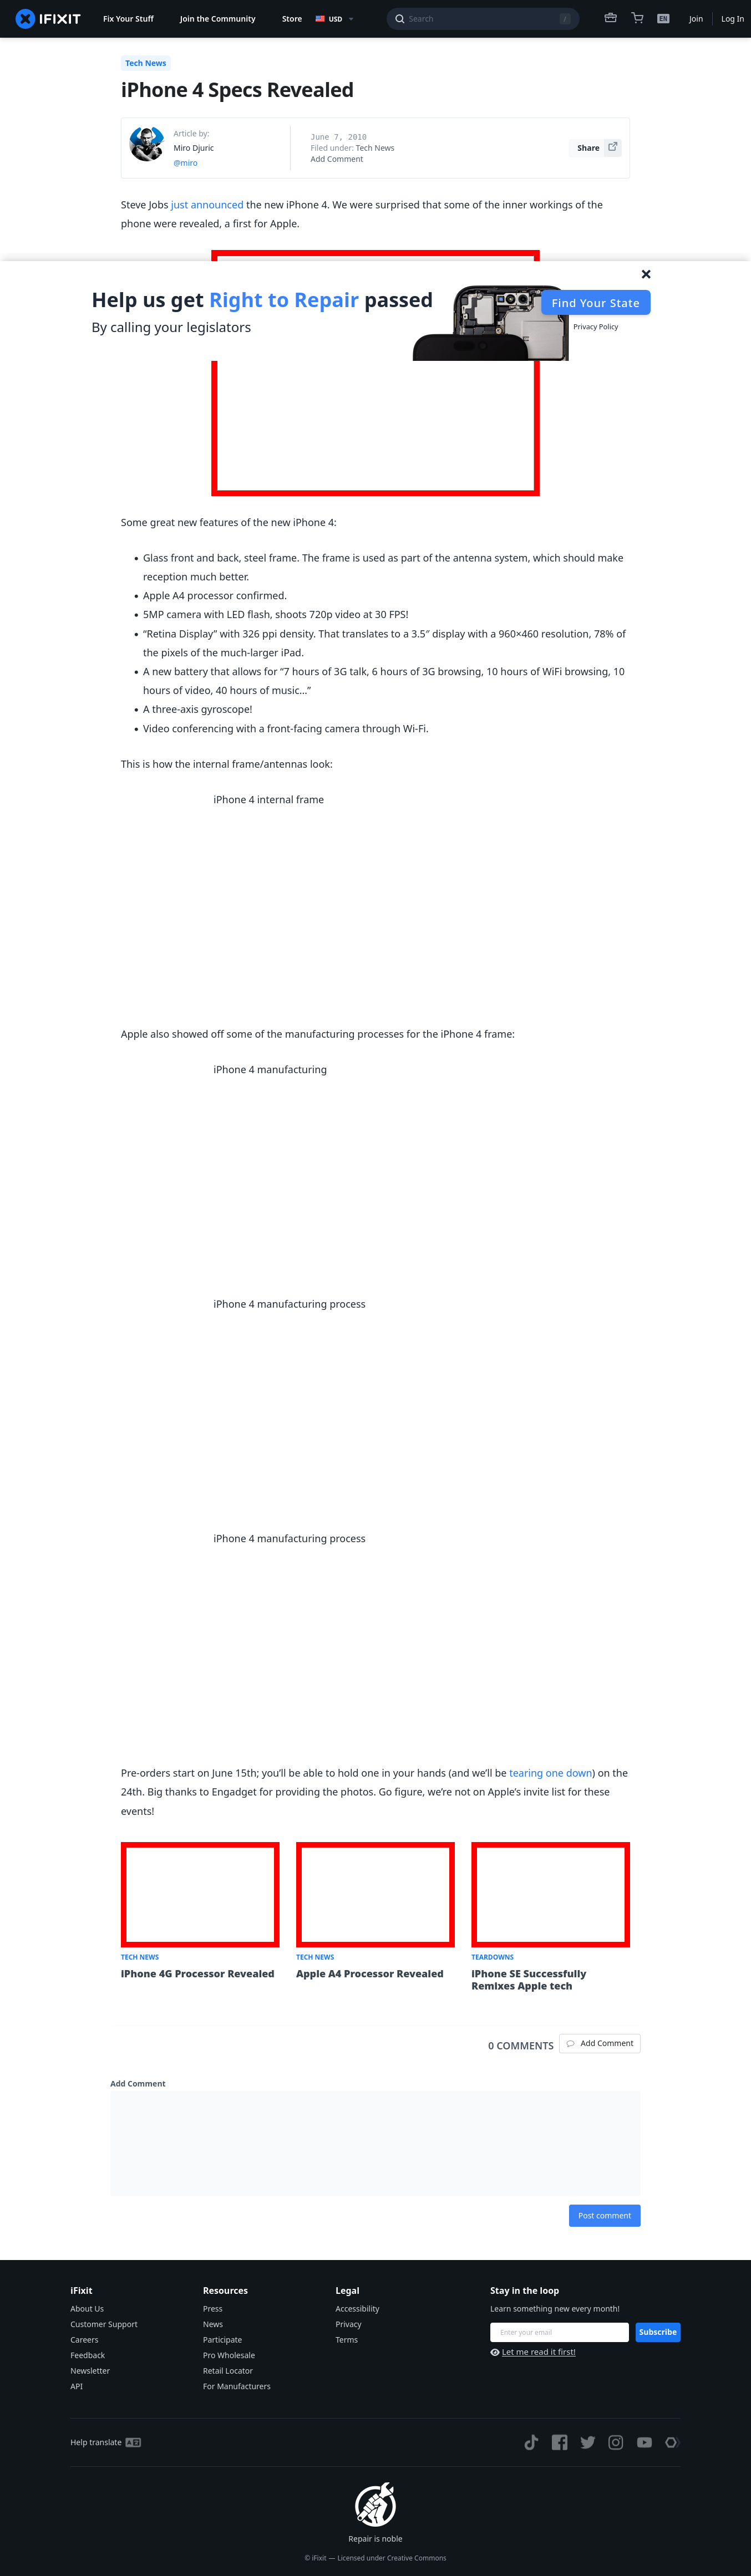 IFIXIT
Fix Your Stuff
Join the Community
Store
USD
Search
/
EN
Join
Log In
Tech News
iPhone 4 Specs Revealed
Article by:
Miro Djuric
@miro
June 7, 2010
Filed under: Tech News
Add Comment
Share
Steve Jobs just announced the new iPhone 4. We were surprised that some of the inner workings of the
phone were revealed, a first for Apple.
Help us get Right to Repair passed
By calling your legislators
Find Your State
Privacy Policy
Some great new features of the new iPhone 4:
Glass front and back, steel frame. The frame is used as part of the antenna system, which should make
reception much better.
Apple A4 processor confirmed.
5MP camera with LED flash, shoots 720p video at 30 FPS!
“Retina Display” with 326 ppi density. That translates to a 3.5″ display with a 960×460 resolution, 78% of
the pixels of the much-larger iPad.
A new battery that allows for “7 hours of 3G talk, 6 hours of 3G browsing, 10 hours of WiFi browsing, 10
hours of video, 40 hours of music…”
A three-axis gyroscope!
Video conferencing with a front-facing camera through Wi-Fi.
This is how the internal frame/antennas look:
iPhone 4 internal frame
Apple also showed off some of the manufacturing processes for the iPhone 4 frame:
iPhone 4 manufacturing
iPhone 4 manufacturing process
iPhone 4 manufacturing process
Pre-orders start on June 15th; you’ll be able to hold one in your hands (and we’ll be tearing one down) on the
24th. Big thanks to Engadget for providing the photos. Go figure, we’re not on Apple’s invite list for these
events!
TECH NEWS
iPhone 4G Processor Revealed
TECH NEWS
Apple A4 Processor Revealed
TEARDOWNS
iPhone SE Successfully
Remixes Apple tech
0 COMMENTS
Add Comment
Add Comment
Post comment
iFixit
About Us
Customer Support
Careers
Feedback
Newsletter
API
Resources
Press
News
Participate
Pro Wholesale
Retail Locator
For Manufacturers
Legal
Accessibility
Privacy
Terms
Stay in the loop
Learn something new every month!
Enter your email
Subscribe
Let me read it first!
Help translate
Repair is noble
© iFixit — Licensed under Creative Commons